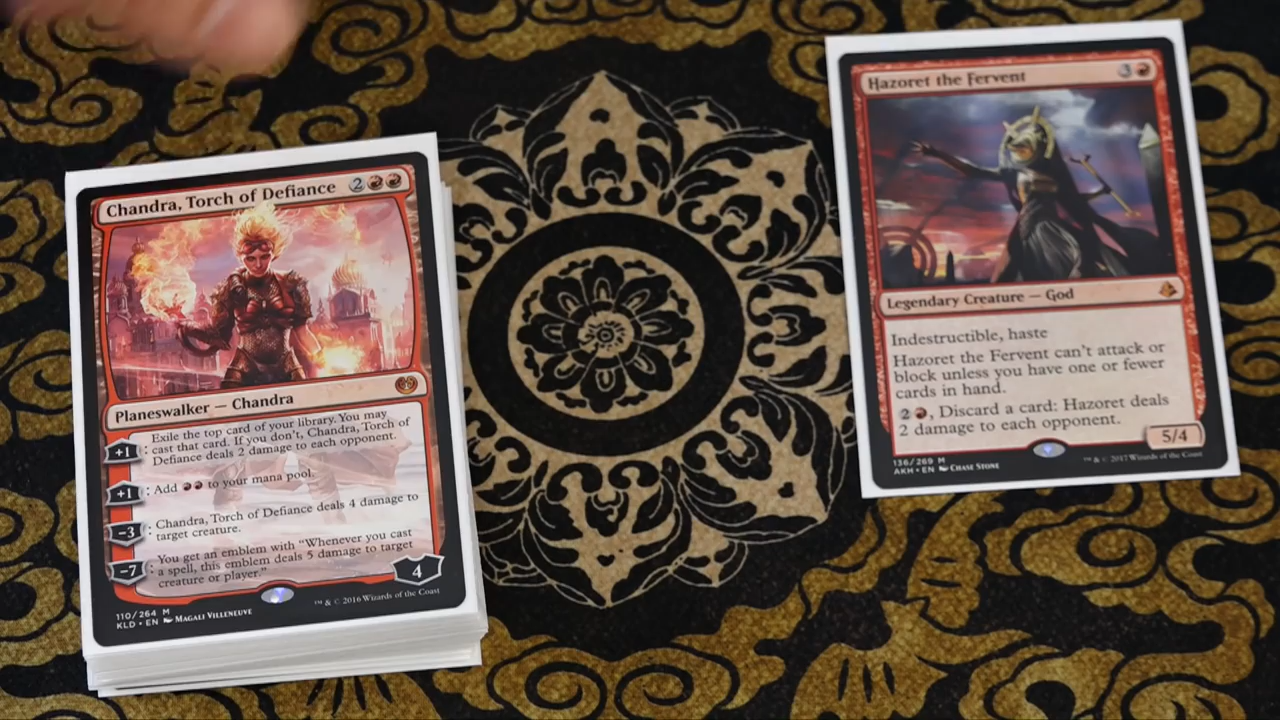 Chandra, Torch of Defiance 2
Planeswalker — Chandra
+1 : Exile the top card of your library. You may
cast that card. If you don't, Chandra, Torch of
Defiance deals 2 damage to each opponent.
+1 : Add to your mana pool.
-3 : Chandra, Torch of Defiance deals 4 damage to
target creature.
-7 : You get an emblem with "Whenever you cast
a spell, this emblem deals 5 damage to target
creature or player."
4
110/264 M
KLD • EN MAGALI VILLENEUVE
™ & © 2016 Wizards of the Coast
Hazoret the Fervent 3
Legendary Creature — God
Indestructible, haste
Hazoret the Fervent can't attack or
block unless you have one or fewer
cards in hand.
2 , Discard a card: Hazoret deals
2 damage to each opponent.
5/4
136/269 M
AKH • EN CHASE STONE
™ & © 2017 Wizards of the Coast